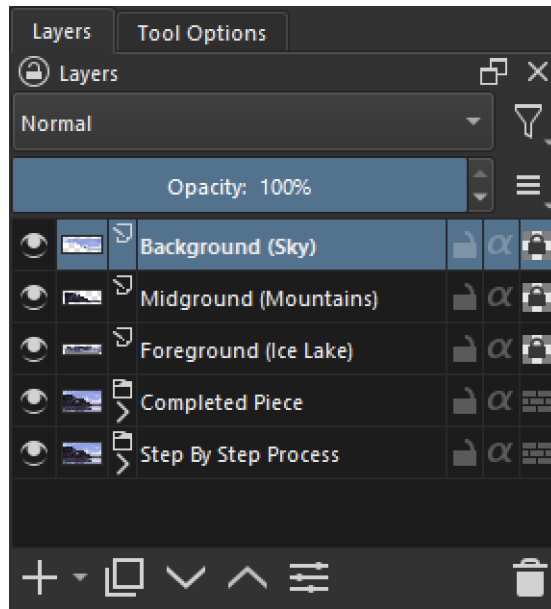 Layers Tool Options
Layers
Normal
Opacity: 100%
Background (Sky)
Midground (Mountains)
Foreground (Ice Lake)
Completed Piece
Step By Step Process